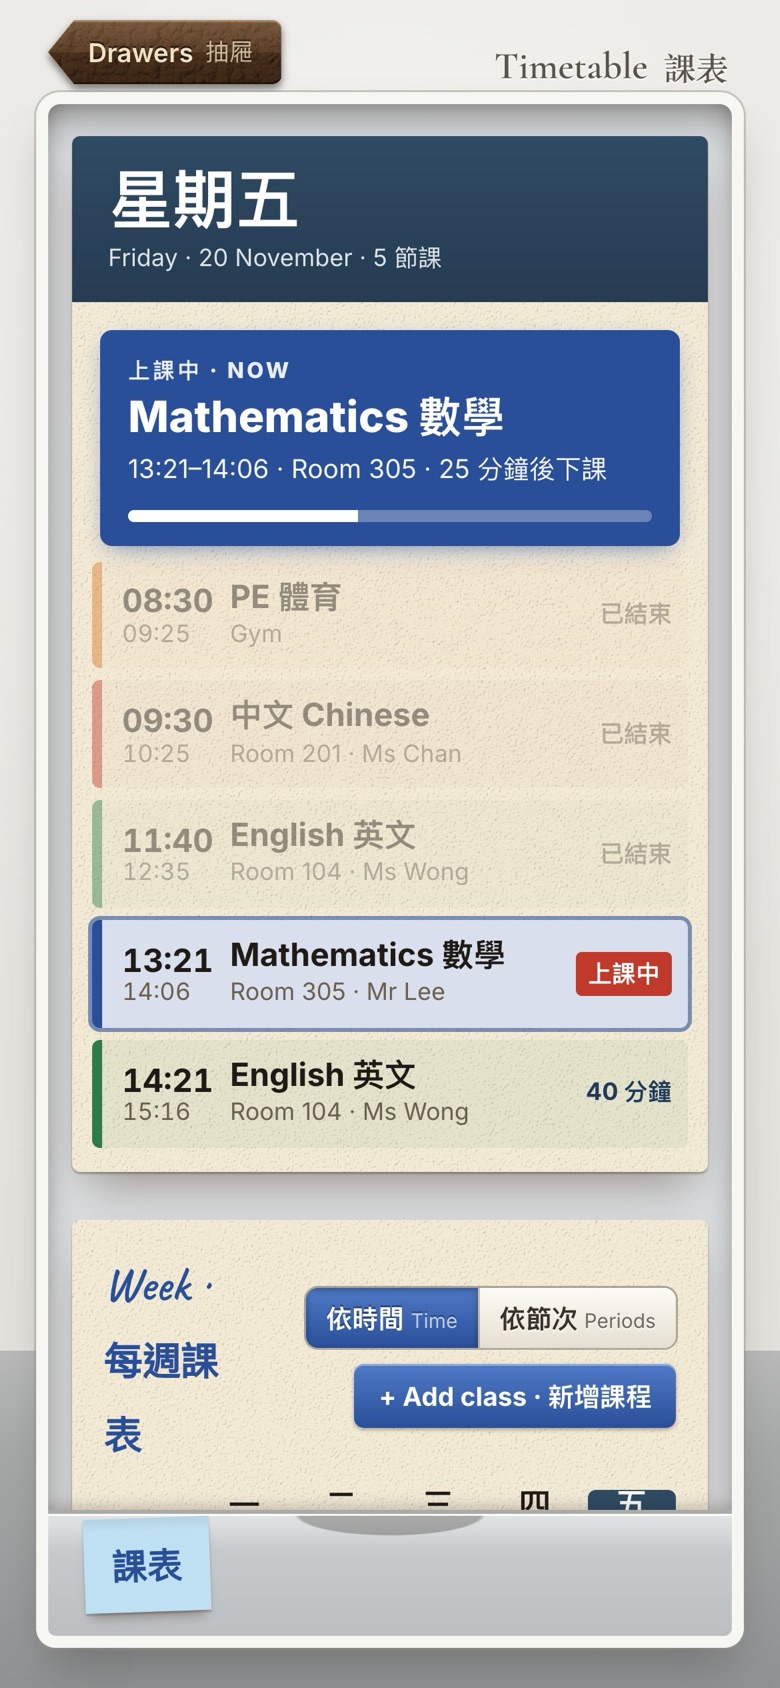 Drawers 抽屜
Timetable 課表
星期五
Friday · 20 November · 5 節課
上課中 · NOW
Mathematics 數學
13:21–14:06 · Room 305 · 25 分鐘後下課
08:30 PE 體育
09:25 Gym
已結束
09:30 中文 Chinese
10:25 Room 201 · Ms Chan
已結束
11:40 English 英文
12:35 Room 104 · Ms Wong
已結束
13:21 Mathematics 數學
14:06 Room 305 · Mr Lee
上課中
14:21 English 英文
15:16 Room 104 · Ms Wong
40 分鐘
Week ·
每週課
表
依時間 Time 依節次 Periods
+ Add class · 新增課程
一 二 三 四 五
課表